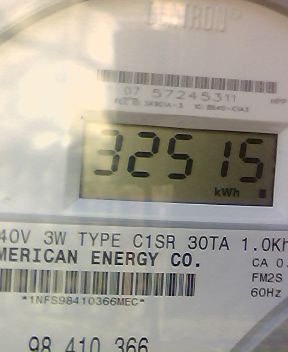 07 57245311
32515
kWh
40V 3W TYPE C1SR 30TA 1.0Kh
MERICAN ENERGY CO.
CA 0.
FM2S
60Hz
*1NFS98410366MEC*
98 410 366